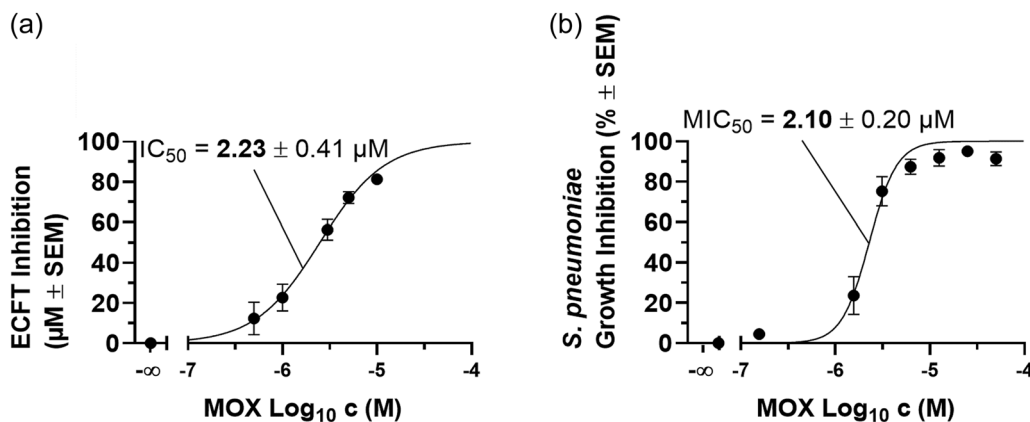 (a)
ECFT Inhibition
(µM ± SEM)
IC₅₀ = 2.23 ± 0.41 µM
100
80
60
40
20
0
-∞
-7
-6
-5
-4
MOX Log₁₀ c (M)
(b)
S. pneumoniae
Growth Inhibition (% ± SEM)
MIC₅₀ = 2.10 ± 0.20 µM
100
80
60
40
20
0
-∞
-7
-6
-5
-4
MOX Log₁₀ c (M)